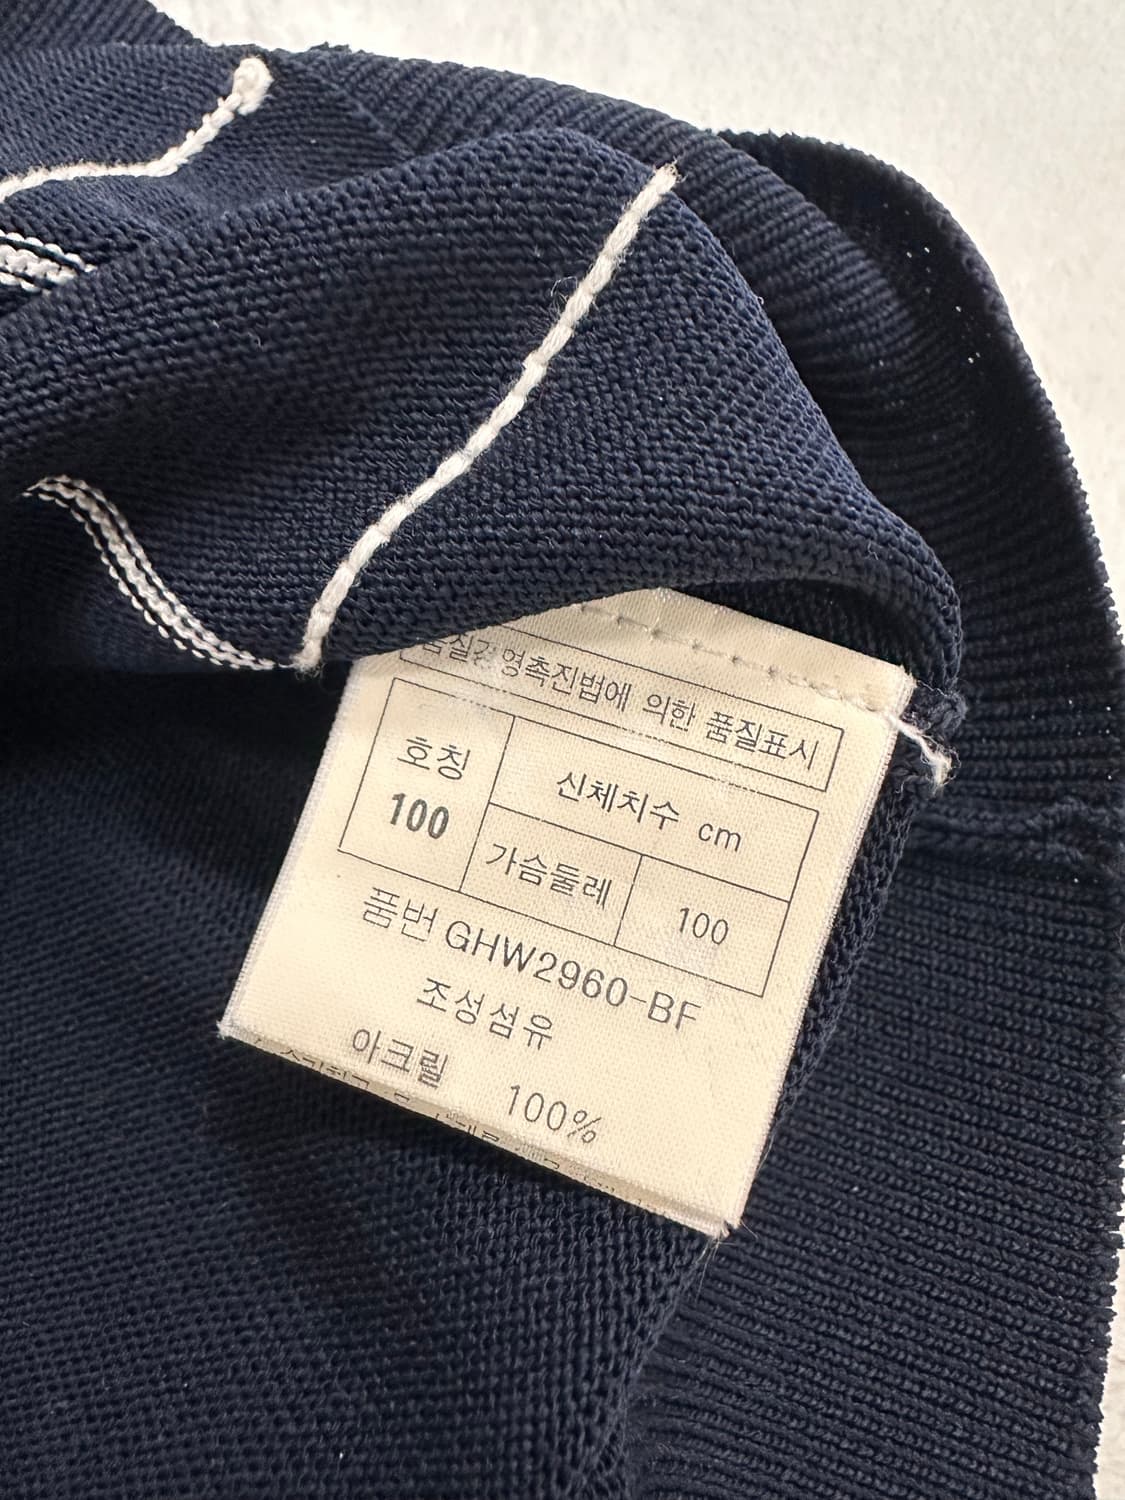 영촉진법에 의한 품질표시
호칭
100
신체치수 cm
가슴둘레
100
품번 GHW2960-BF
조성섬유
아크릴 100%